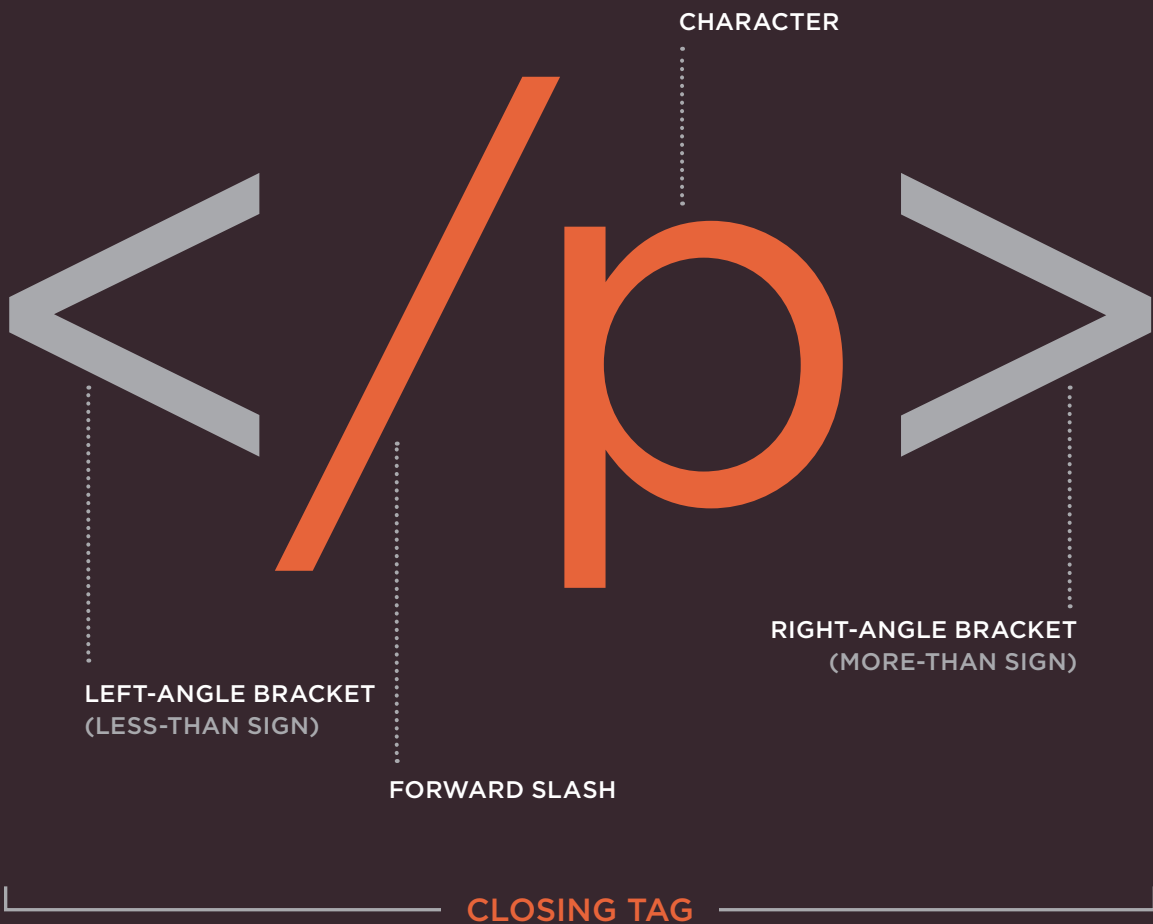 CHARACTER
</p>
RIGHT-ANGLE BRACKET
(MORE-THAN SIGN)
LEFT-ANGLE BRACKET
(LESS-THAN SIGN)
FORWARD SLASH
CLOSING TAG